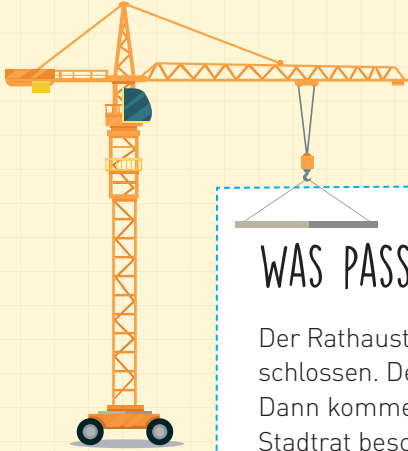 WAS PASS
Der Rathaust
schlossen. De
Dann komme
Stadtrat besc